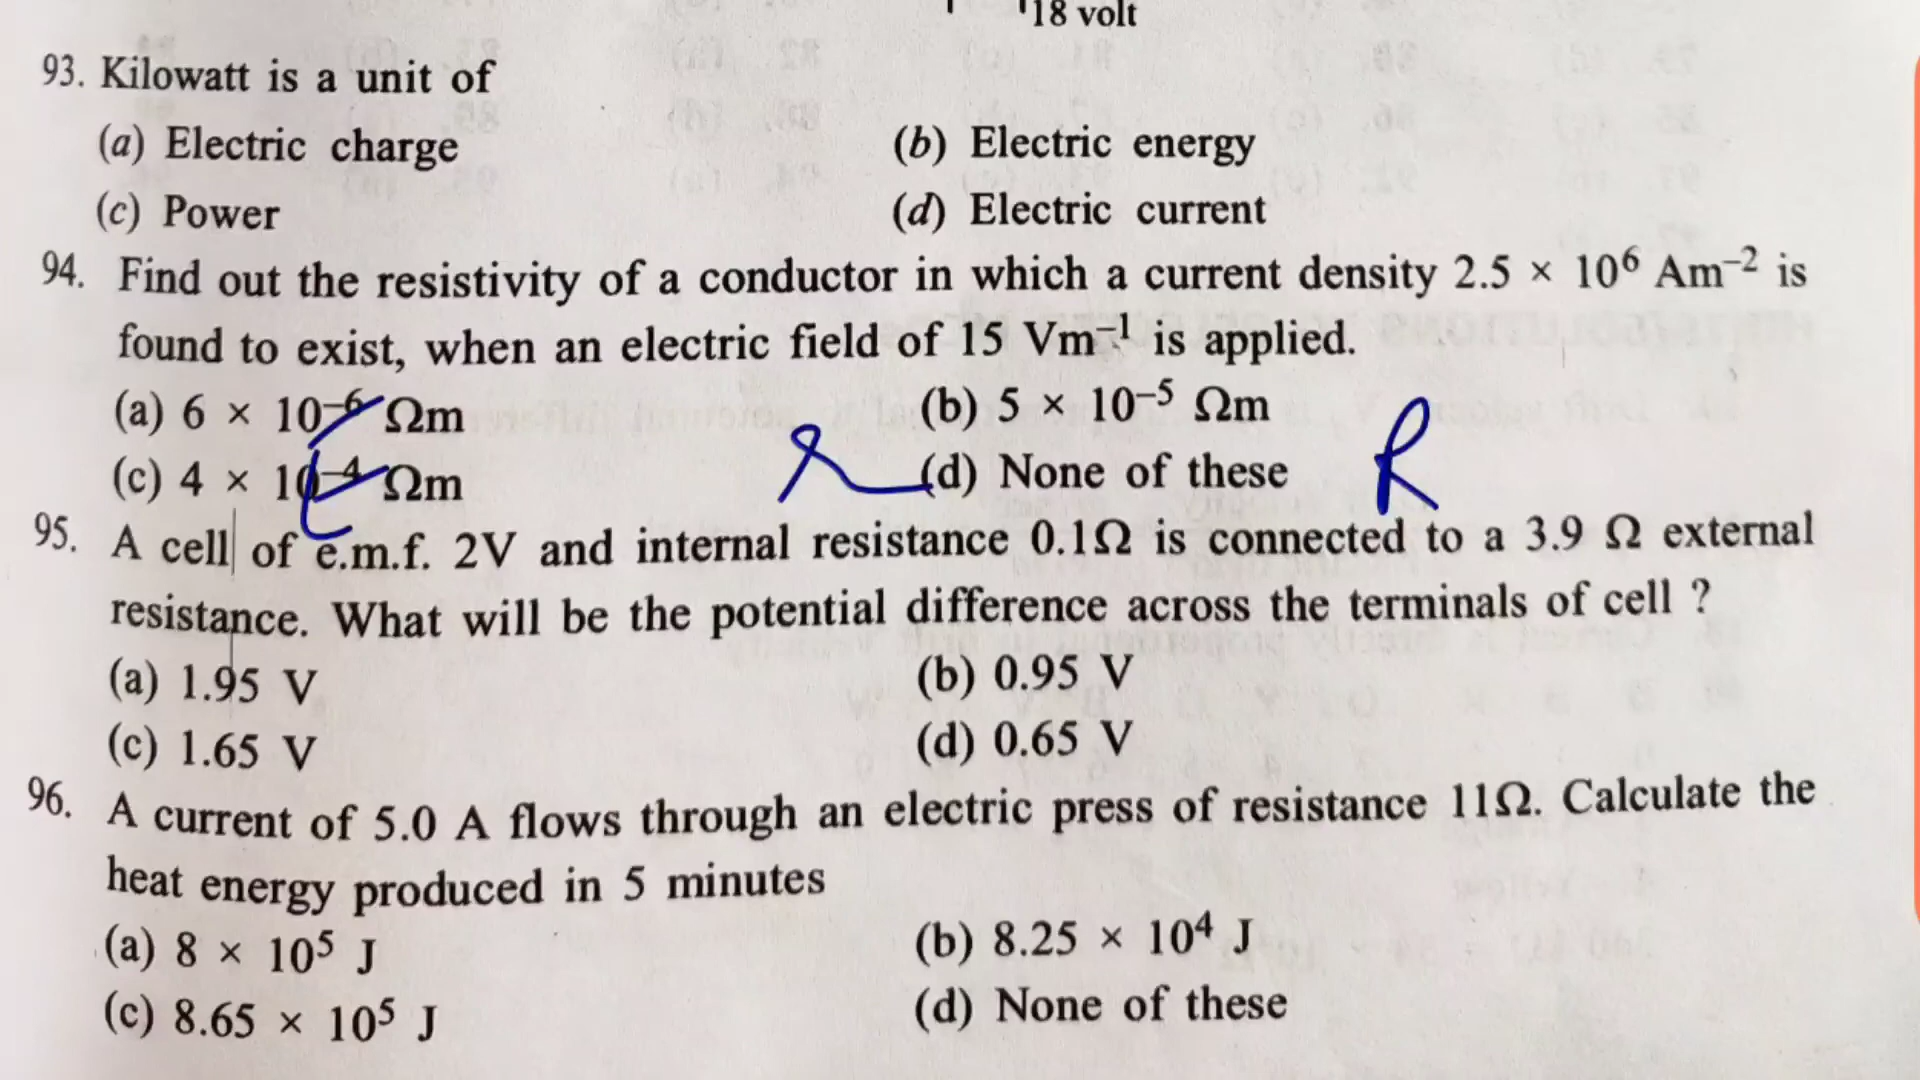 18 volt
93. Kilowatt is a unit of
(a) Electric charge (b) Electric energy
(c) Power (d) Electric current
94. Find out the resistivity of a conductor in which a current density 2.5 × 10⁶ Am⁻² is
found to exist, when an electric field of 15 Vm⁻¹ is applied.
(a) 6 × 10⁻⁶ Ωm (b) 5 × 10⁻⁵ Ωm
(c) 4 × 10⁻⁴ Ωm (d) None of these R
95. A cell of e.m.f. 2V and internal resistance 0.1Ω is connected to a 3.9 Ω external
resistance. What will be the potential difference across the terminals of cell ?
(a) 1.95 V (b) 0.95 V
(c) 1.65 V (d) 0.65 V
96. A current of 5.0 A flows through an electric press of resistance 11Ω. Calculate the
heat energy produced in 5 minutes
(a) 8 × 10⁵ J (b) 8.25 × 10⁴ J
(c) 8.65 × 10⁵ J (d) None of these